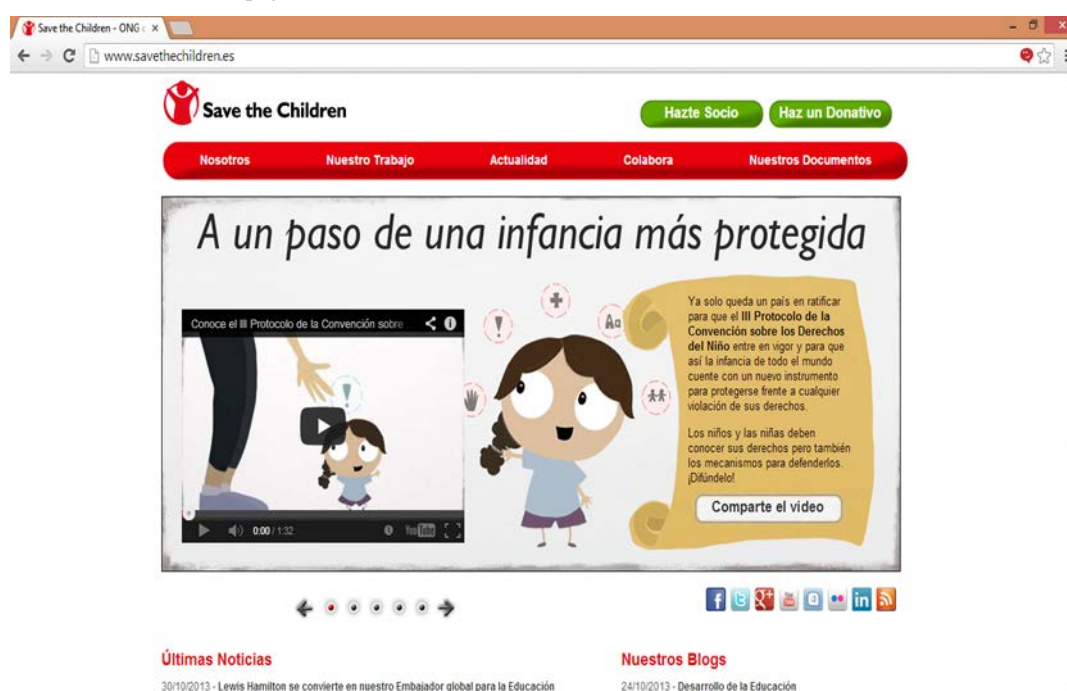 Save the Children - ONG
www.savethechildren.es
Save the Children
Hazte Socio
Haz un Donativo
Nosotros
Nuestro Trabajo
Actualidad
Colabora
Nuestros Documentos
A un paso de una infancia más protegida
Conoce el III Protocolo de la Convención sobre
0:00 / 1:32
YouTube
Aa
Ya solo queda un país en ratificar
para que el III Protocolo de la
Convención sobre los Derechos
del Niño entre en vigor y para que
así la infancia de todo el mundo
cuente con un nuevo instrumento
para protegerse frente a cualquier
violación de sus derechos.
Los niños y las niñas deben
conocer sus derechos pero también
los mecanismos para defenderlos.
¡Difúndelo!
Comparte el video
Últimas Noticias
30/10/2013 - Lewis Hamilton se convierte en nuestro Embajador global para la Educación
Nuestros Blogs
24/10/2013 - Desarrollo de la Educación